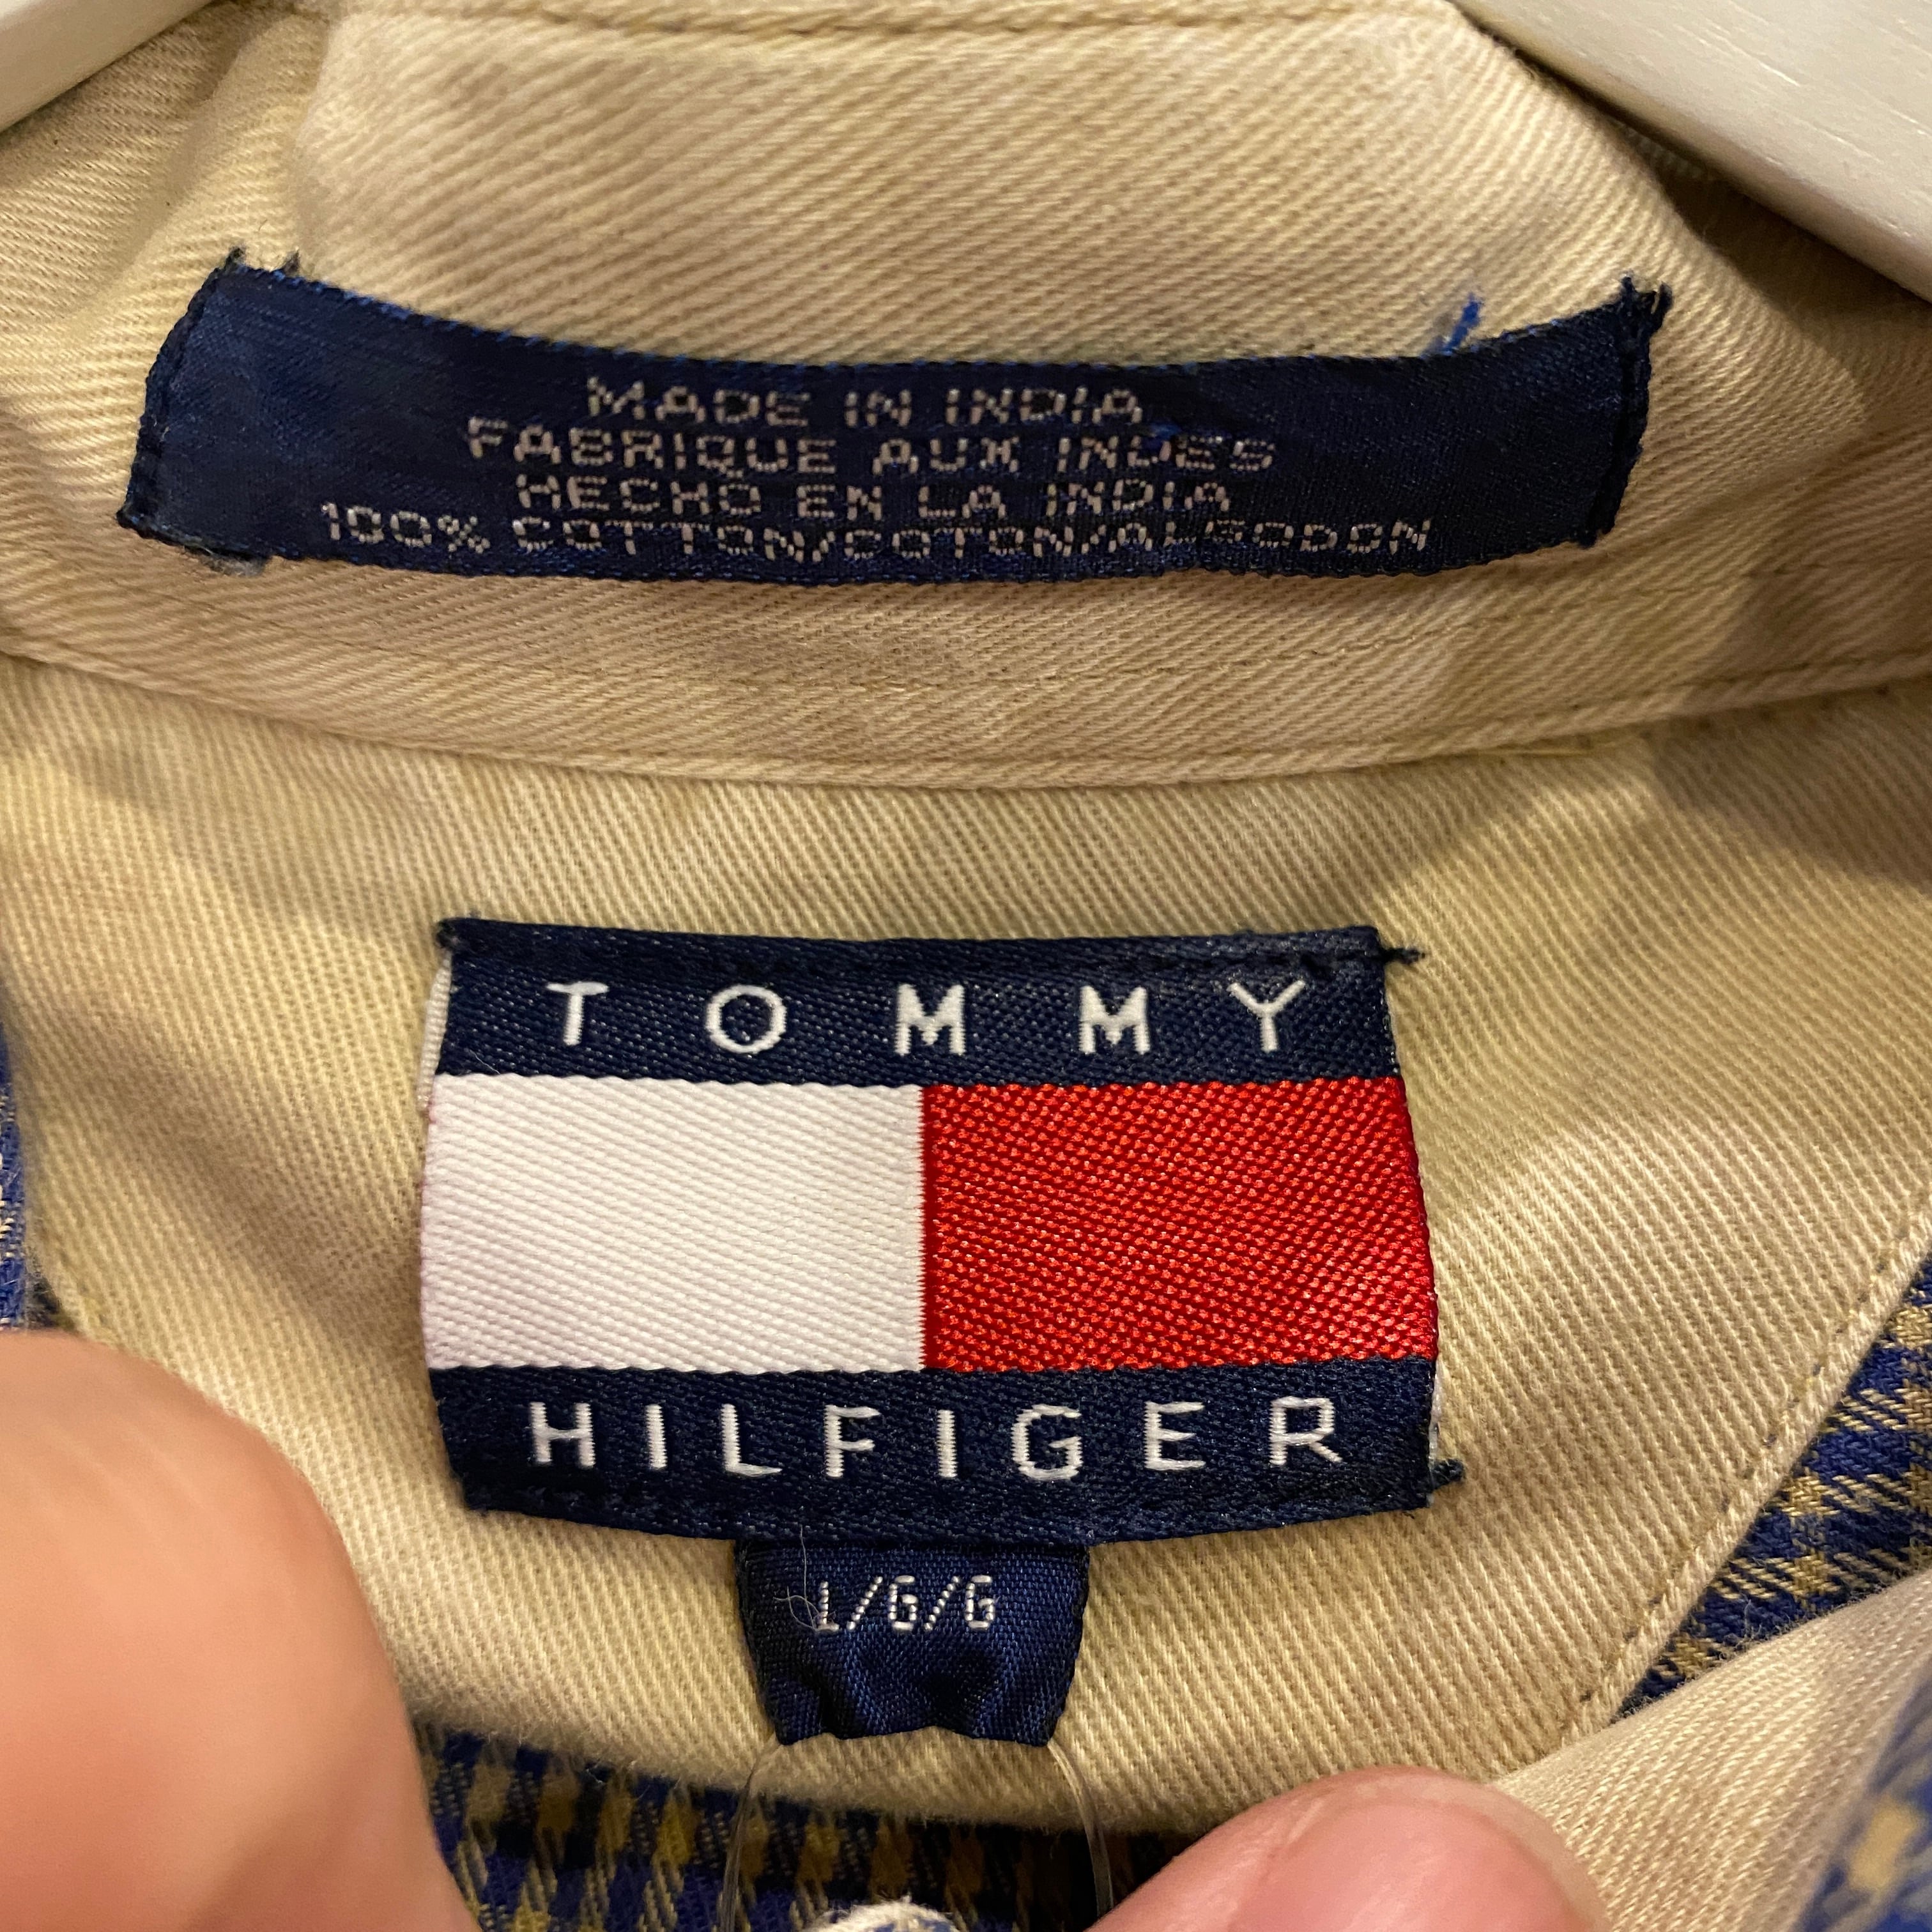 MADE IN INDIA
FABRIQUE AUX INDES
HECHO EN LA INDIA
100% COTTON/COTON/ALGODON
TOMMY
HILFIGER
L/G/G